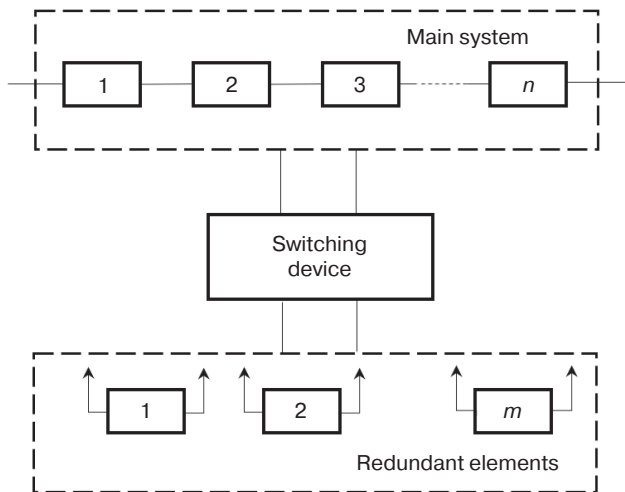 Main system
1 2 3 n
Switching
device
1 2 m
Redundant elements